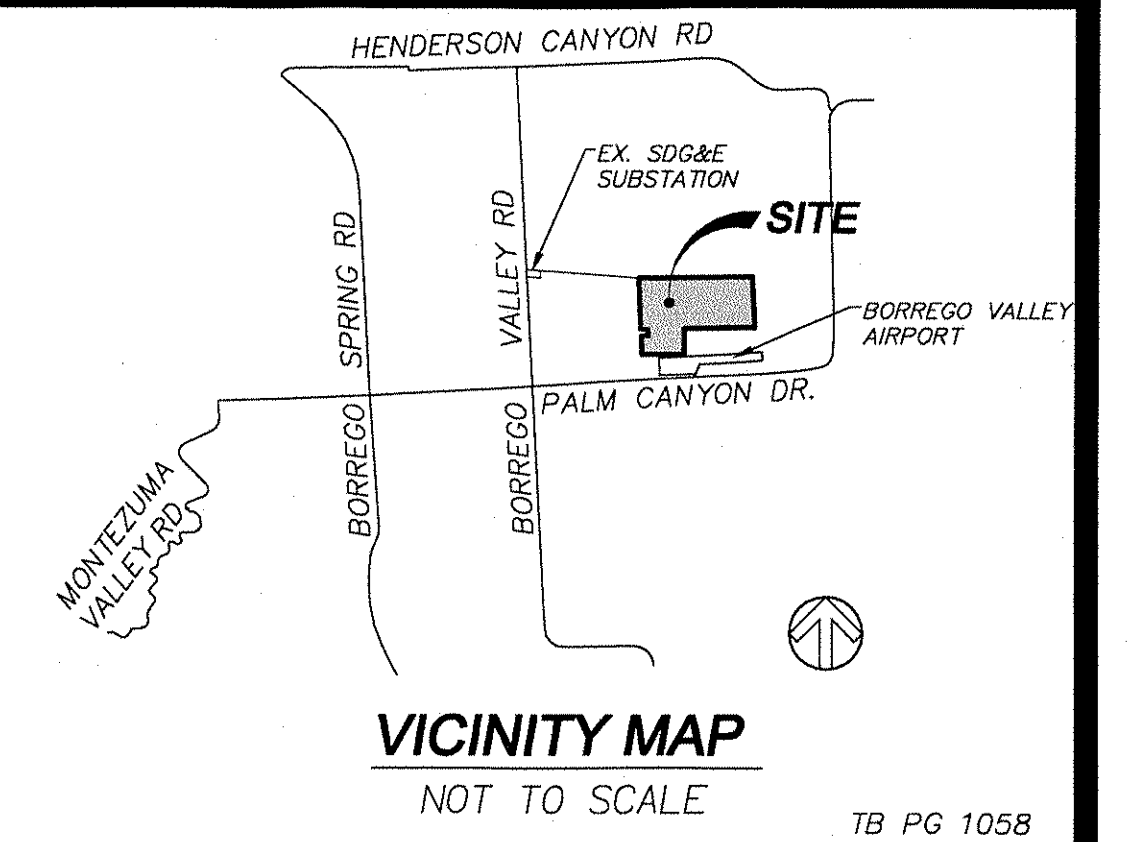 HENDERSON CANYON RD
EX. SDG&E
SUBSTATION
SITE
BORREGO SPRING RD
BORREGO VALLEY RD
BORREGO VALLEY
AIRPORT
PALM CANYON DR.
MONTEZUMA
VALLEY RD
VICINITY MAP
NOT TO SCALE
TB PG 1058